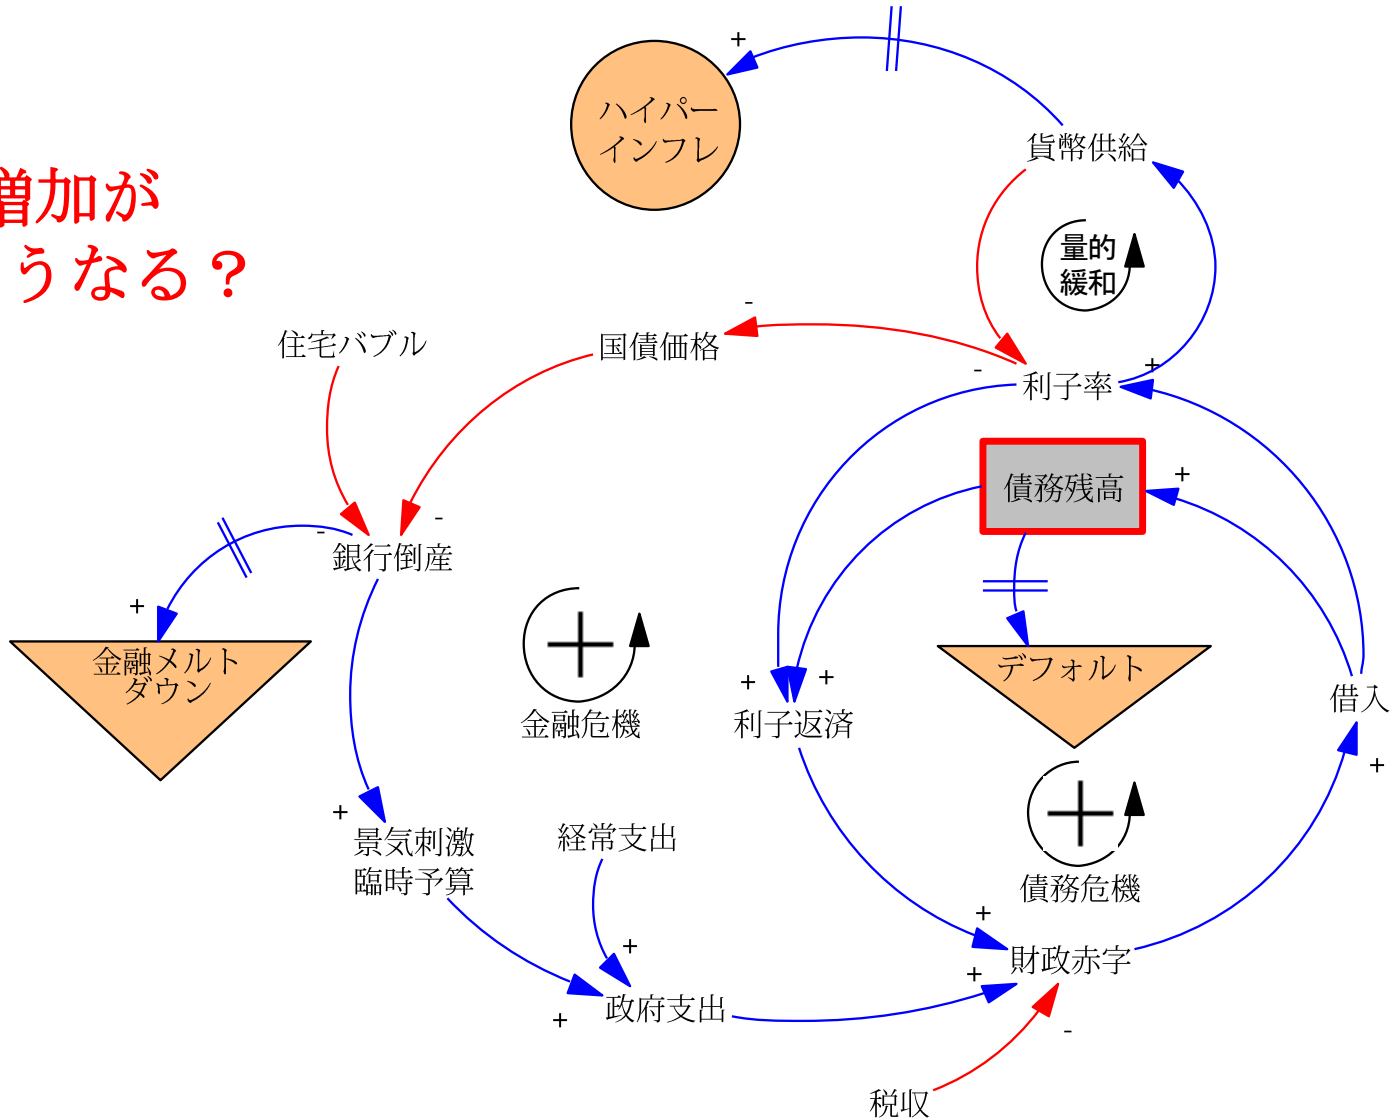 増加が
うなる？
ハイパー
インフレ
+
貨幣供給
量的
緩和
住宅バブル
国債価格
-
-
利子率
+
債務残高
+
-
-
銀行倒産
+
金融メルト
ダウン
金融危機
+
+
利子返済
デフォルト
借入
+
債務危機
+
景気刺激
臨時予算
経常支出
+
+
政府支出
+
+
財政赤字
-
税収